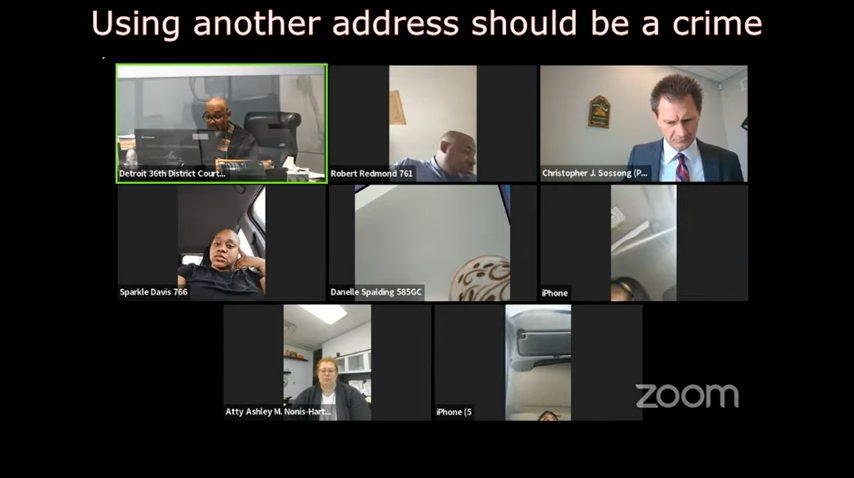 Using another address should be a crime
Detroit 36th District Court...
Robert Redmond 761
Christopher J. Sossong (P...
Sparkle Davis 766
Danelle Spalding 585GC
iPhone
Atty Ashley M. Nonis-Hart...
iPhone (5
zoom